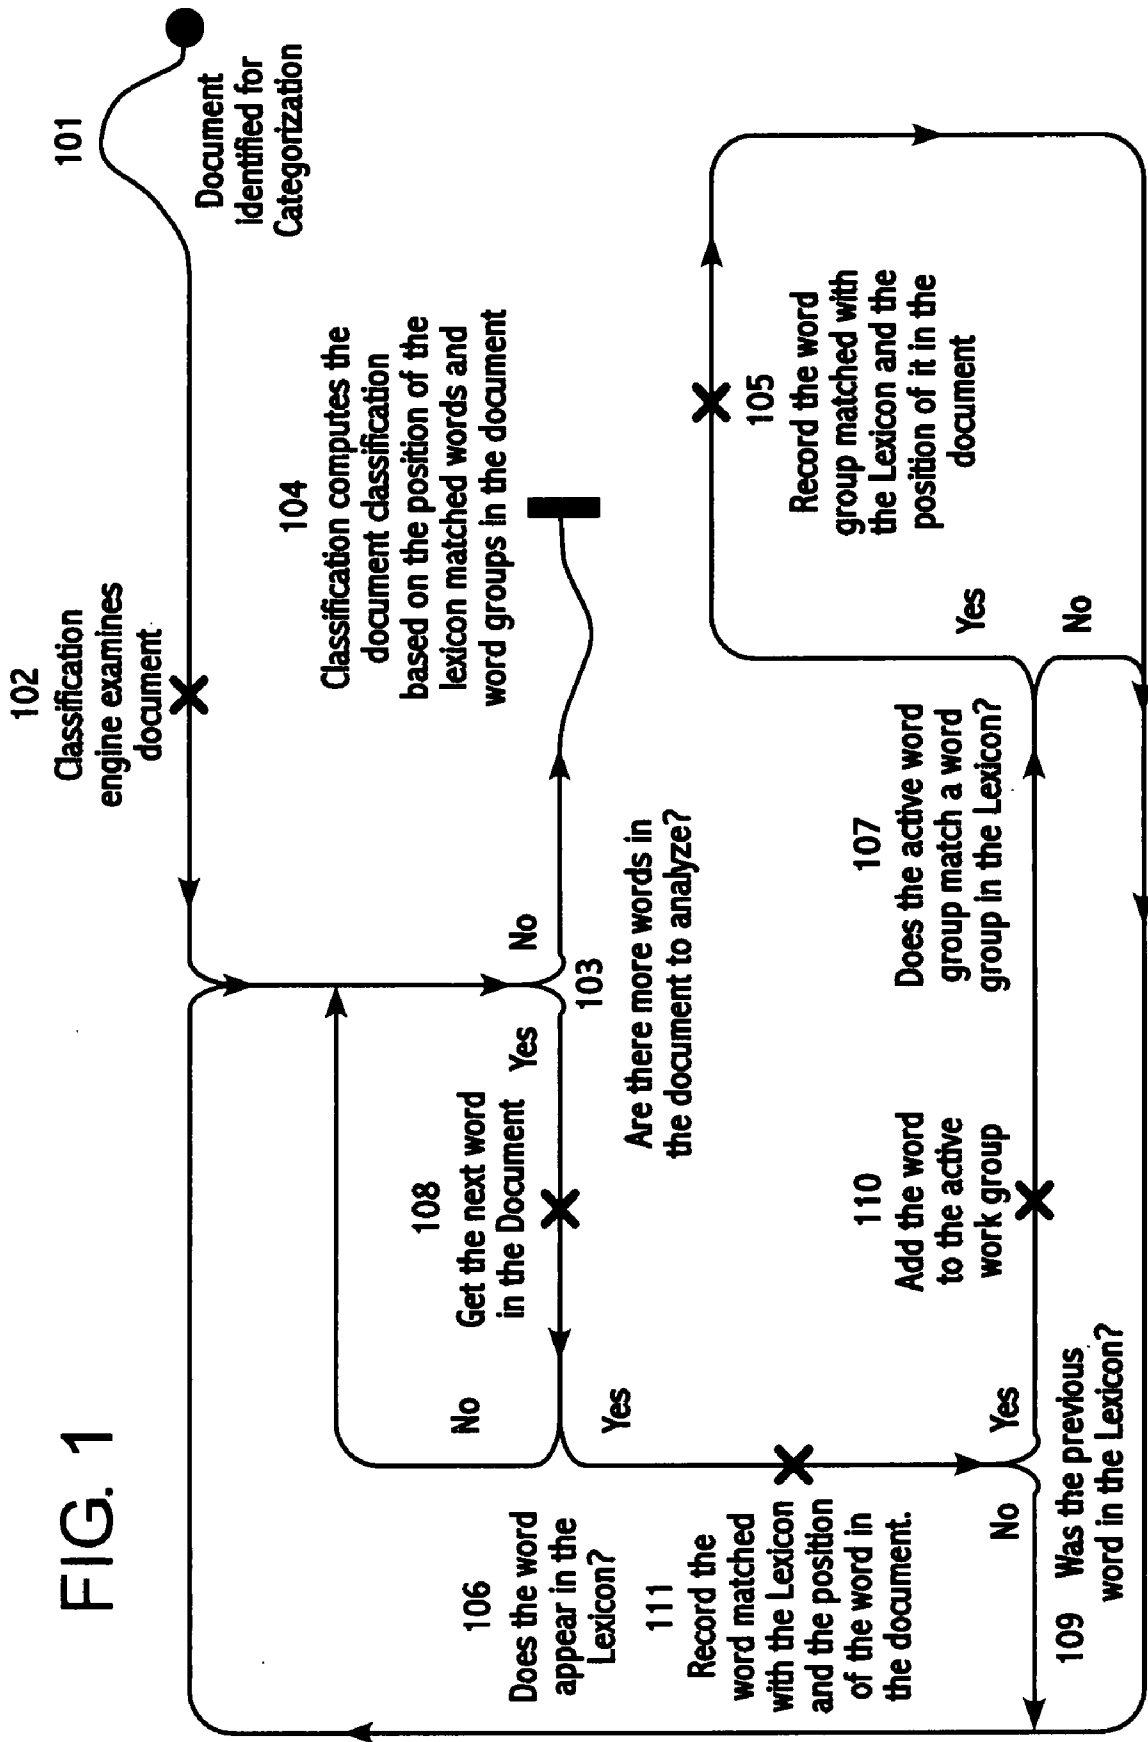 FIG. 1
101
Document
identified for
Categorization
102
Classification
engine examines
document
104
Classification computes the
document classification
based on the position of the
lexicon matched words and
word groups in the document
No
103
Are there more words in
the document to analyze?
Yes
108
Get the next word
in the Document
106
Does the word
appear in the
Lexicon?
No
Yes
111
Record the
word matched
with the Lexicon
and the position
of the word in
the document.
109 Was the previous
word in the Lexicon?
No
Yes
110
Add the word
to the active
work group
107
Does the active word
group match a word
group in the Lexicon?
Yes
No
105
Record the word
group matched with
the Lexicon and the
position of it in the
document